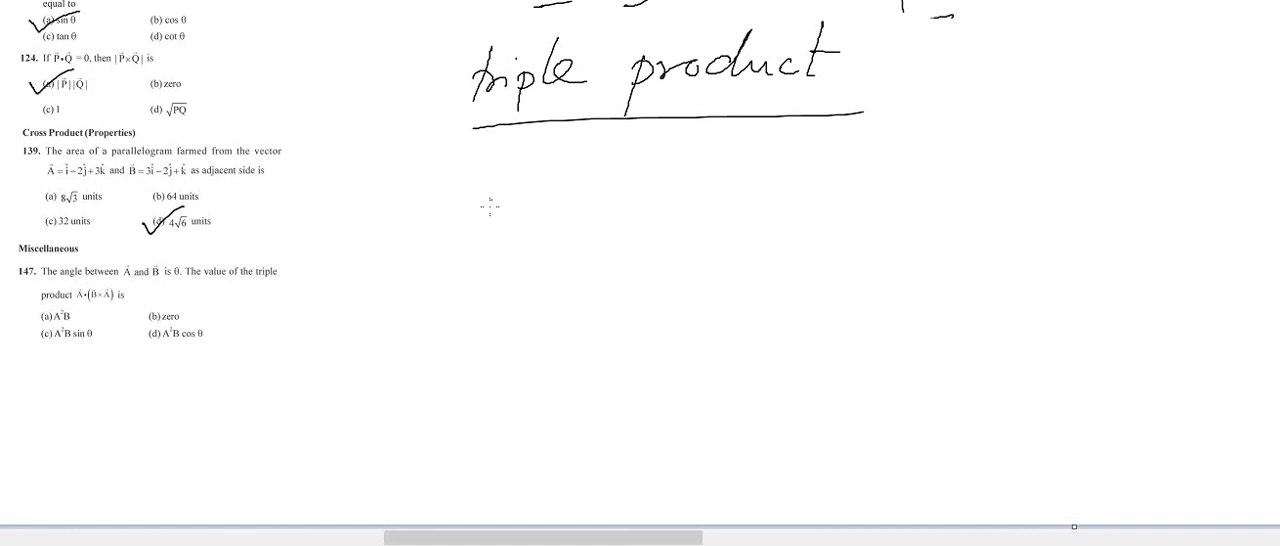 equal to
(a) sin θ (b) cos θ
(c) tan θ (d) cot θ
124. If P⃗•Q⃗ = 0, then |P⃗×Q⃗| is
(a) |P⃗||Q⃗| (b) zero
(c) 1 (d) √PQ
Cross Product (Properties)
139. The area of a parallelogram farmed from the vector
A⃗ = î−2ĵ+3k̂ and B⃗ = 3î−2ĵ+k̂ as adjacent side is
(a) 8√3 units (b) 64 units
(c) 32 units (d) 4√6 units
Miscellaneous
147. The angle between A⃗ and B⃗ is θ. The value of the triple
product A⃗•(B⃗×A⃗) is
(a) A²B (b) zero
(c) A²B sin θ (d) A²B cos θ
triple product